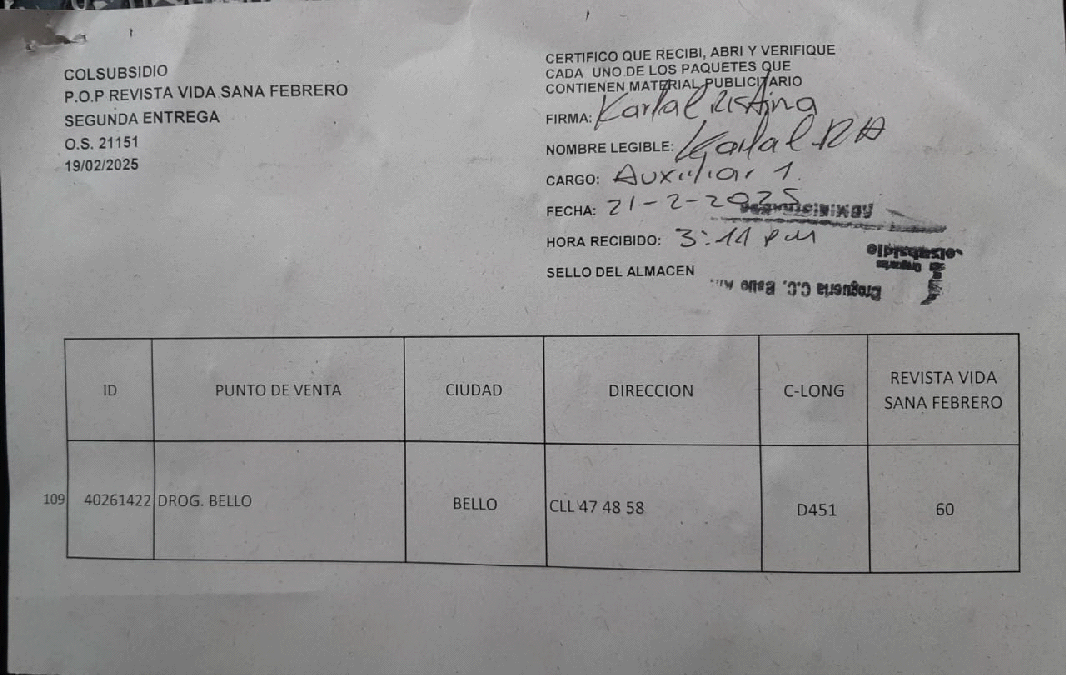 COLSUBSIDIO
P.O.P REVISTA VIDA SANA FEBRERO
SEGUNDA ENTREGA
O.S. 21151
19/02/2025
CERTIFICO QUE RECIBI, ABRI Y VERIFIQUE
CADA UNO DE LOS PAQUETES QUE
CONTIENEN MATERIAL PUBLICITARIO
FIRMA:
NOMBRE LEGIBLE:
CARGO: Auxiliar 1.
FECHA: 21-2-2025
HORA RECIBIDO: 3:14 pm
SELLO DEL ALMACEN
Colsubsidio
Drogueria C.C.
ID PUNTO DE VENTA CIUDAD DIRECCION C-LONG REVISTA VIDA
SANA FEBRERO
109 40261422 DROG. BELLO BELLO CLL 47 48 58 D451 60